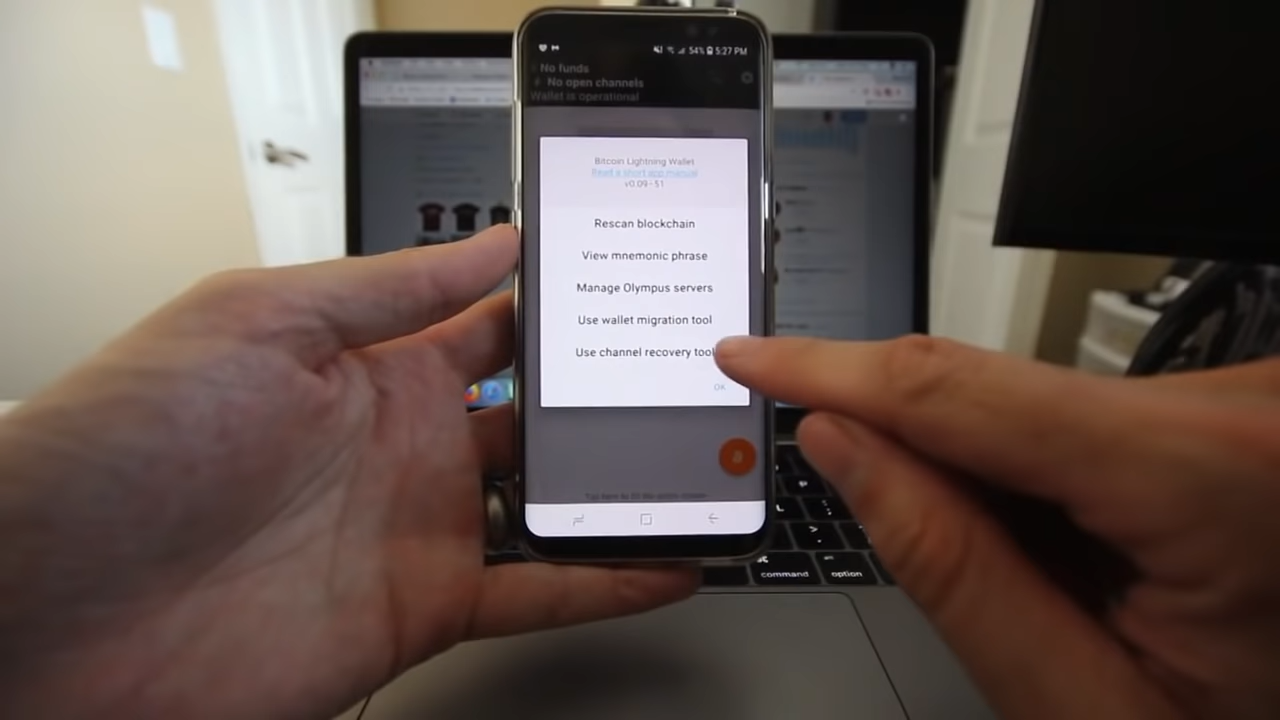 54% 5:27 PM
No funds
No open channels
Wallet is operational
Bitcoin Lightning Wallet
Read a short app manual
v0.09-51
Rescan blockchain
View mnemonic phrase
Manage Olympus servers
Use wallet migration tool
Use channel recovery tool
OK
command
option